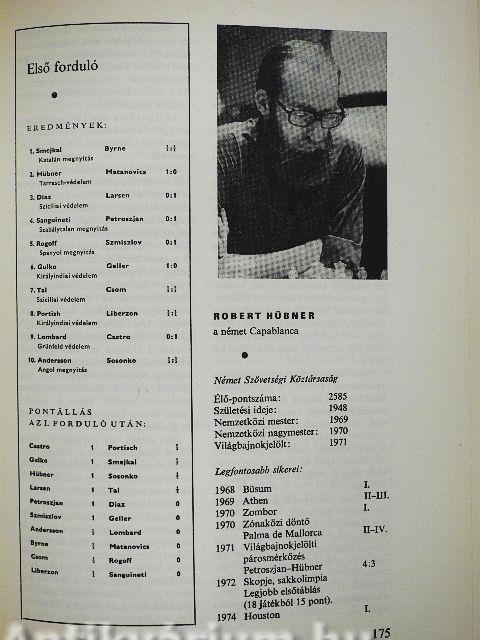 Első forduló
EREDMÉNYEK:
1. Smejkal Byrne ½:½
Katalán megnyitás
2. Hübner Matanovics 1:0
Tarrasch-védelem
3. Diaz Larsen 0:1
Szicíliai védelem
4. Sanguineti Petroszjan 0:1
Szabálytalan megnyitás
5. Rogoff Szmiszlov 0:1
Spanyol megnyitás
6. Gulko Geller 1:0
Királyindiai védelem
7. Tal Csom ½:½
Szicíliai védelem
8. Portish Liberzon ½:½
Királyindiai védelem
9. Lombard Castro 0:1
Grünfeld védelem
10. Andersson Sosonko ½:½
Angol megnyitás
PONTÁLLÁS
AZ I. FORDULÓ UTÁN:
Castro 1 Portisch ½
Gulko 1 Smejkal ½
Hübner 1 Sosonko ½
Larsen 1 Tal ½
Petroszjan 1 Diaz 0
Szmiszlov 1 Geller 0
Andersson ½ Lombard 0
Byrne ½ Matanovics 0
Csom ½ Rogoff 0
Liberzon ½ Sanguineti 0
ROBERT HÜBNER
a német Capablanca
Német Szövetségi Köztársaság
Élő-pontszáma: 2585
Születési ideje: 1948
Nemzetközi mester: 1969
Nemzetközi nagymester: 1970
Világbajnokjelölt: 1971
Legfontosabb sikerei:
1968 Büsum I.
1969 Athen II–III.
1970 Zombor I.
1970 Zónaközi döntő
Palma de Mallorca II–IV.
1971 Világbajnokjelölti
párosmérkőzés
Petroszjan–Hübner 4:3
1972 Skopje, sakkolimpia
Legjobb elsőtáblás
(18 játékból 15 pont).
1974 Houston I.
175
Antikvárium.hu